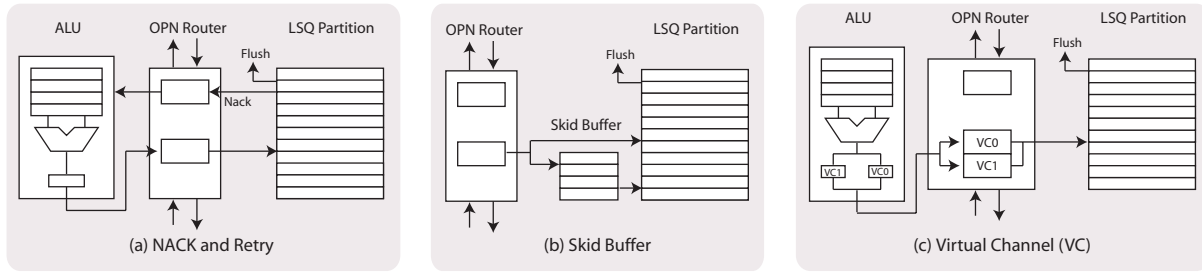 ALU
OPN Router
LSQ Partition
Flush
Nack
(a) NACK and Retry
OPN Router
LSQ Partition
Flush
Skid Buffer
(b) Skid Buffer
ALU
OPN Router
LSQ Partition
Flush
VC0
VC1
VC1
VC0
(c) Virtual Channel (VC)